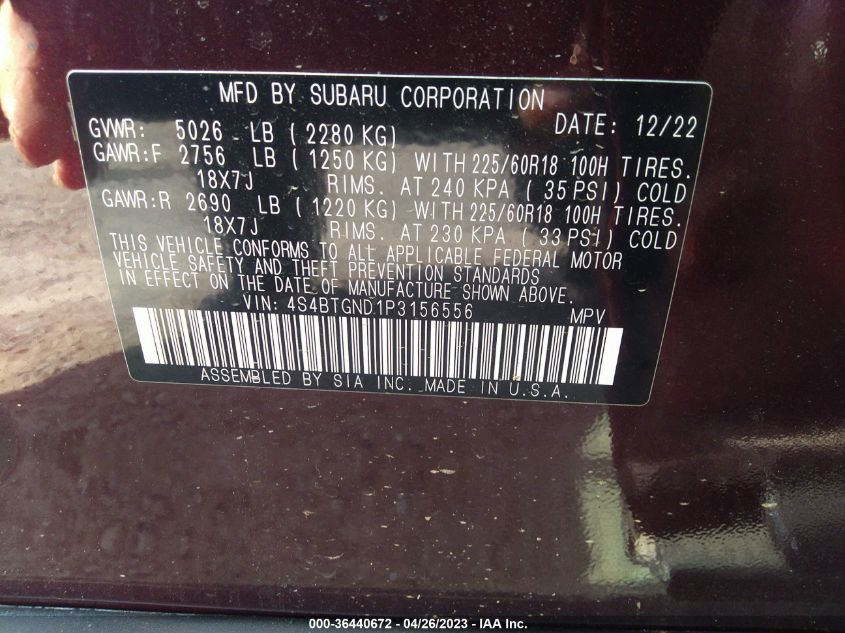 MFD BY SUBARU CORPORATION
GVWR: 5026 LB (2280 KG) DATE: 12/22
GAWR:F 2756 LB (1250 KG) WITH 225/60R18 100H TIRES.
18X7J RIMS. AT 240 KPA (35 PSI) COLD
GAWR:R 2690 LB (1220 KG) WITH 225/60R18 100H TIRES.
18X7J RIMS. AT 230 KPA (33 PSI) COLD
THIS VEHICLE CONFORMS TO ALL APPLICABLE FEDERAL MOTOR
VEHICLE SAFETY AND THEFT PREVENTION STANDARDS
IN EFFECT ON THE DATE OF MANUFACTURE SHOWN ABOVE.
VIN: 4S4BTGND1P3156556 MPV
ASSEMBLED BY SIA INC. MADE IN U.S.A.
000-36440672 - 04/26/2023 - IAA Inc.